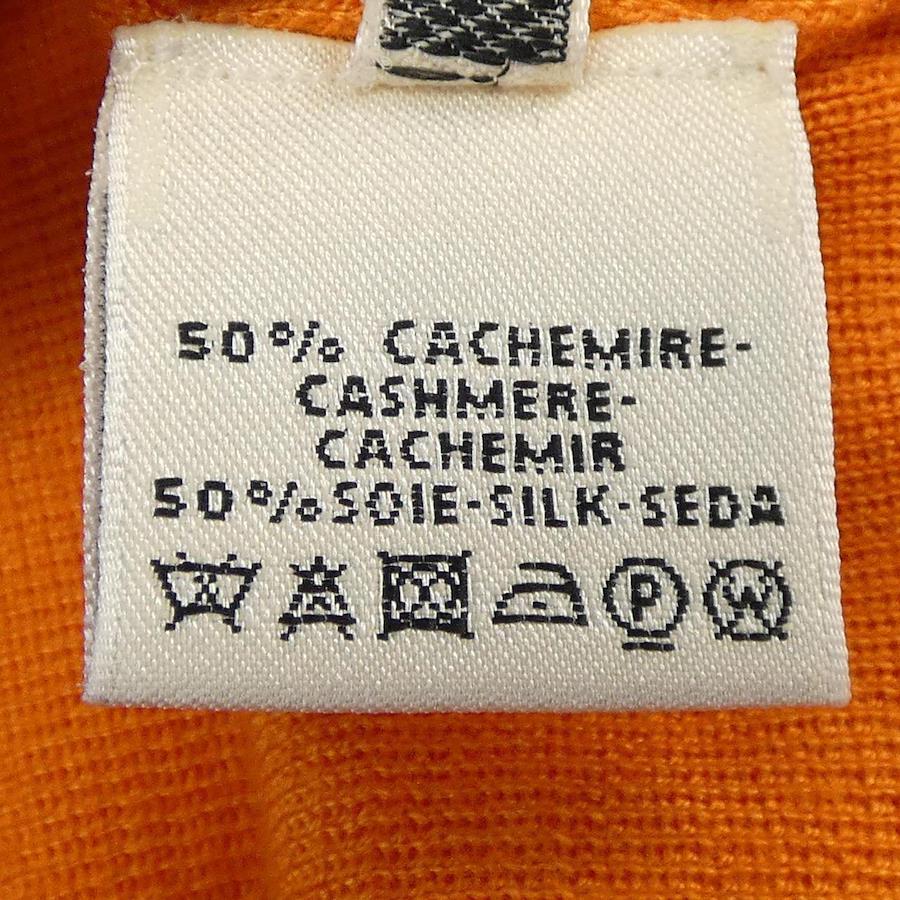 50% CACHEMIRE-
CASHMERE-
CACHEMIR
50% SOIE-SILK-SEDA
P W